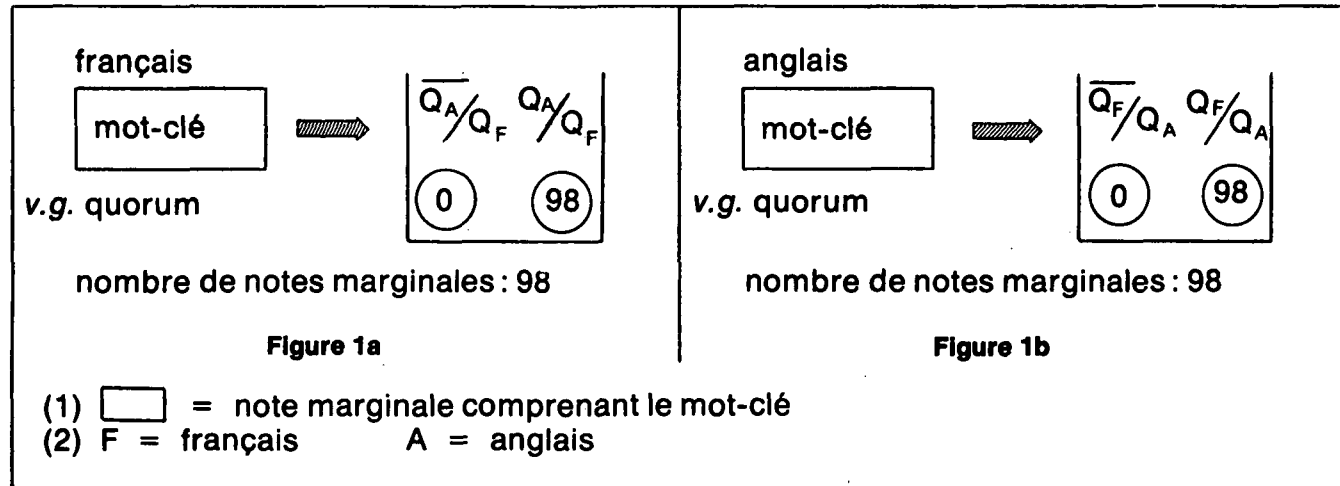 français
mot-clé
Q̅A̅/QF QA/QF
0 98
v.g. quorum
nombre de notes marginales : 98
Figure 1a
anglais
mot-clé
Q̅F̅/QA QF/QA
0 98
v.g. quorum
nombre de notes marginales : 98
Figure 1b
(1) = note marginale comprenant le mot-clé
(2) F = français A = anglais